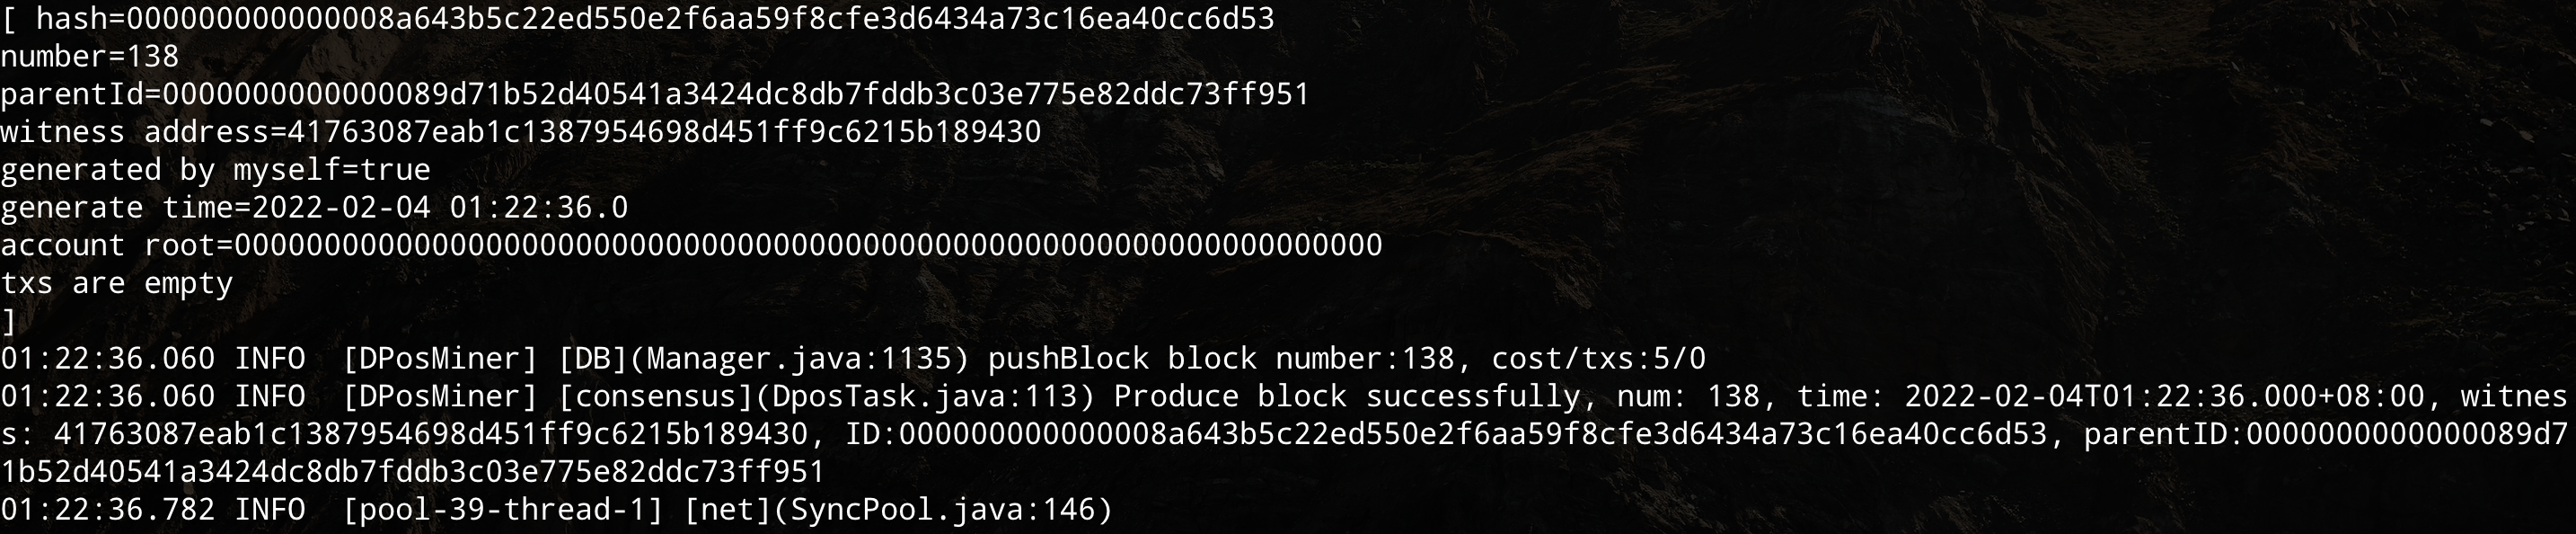 [ hash=000000000000008a643b5c22ed550e2f6aa59f8cfe3d6434a73c16ea40cc6d53
number=138
parentId=0000000000000089d71b52d40541a3424dc8db7fddb3c03e775e82ddc73ff951
witness address=41763087eab1c1387954698d451ff9c6215b189430
generated by myself=true
generate time=2022-02-04 01:22:36.0
account root=0000000000000000000000000000000000000000000000000000000000000000
txs are empty
]
01:22:36.060 INFO  [DPosMiner] [DB](Manager.java:1135) pushBlock block number:138, cost/txs:5/0
01:22:36.060 INFO  [DPosMiner] [consensus](DposTask.java:113) Produce block successfully, num: 138, time: 2022-02-04T01:22:36.000+08:00, witnes
s: 41763087eab1c1387954698d451ff9c6215b189430, ID:000000000000008a643b5c22ed550e2f6aa59f8cfe3d6434a73c16ea40cc6d53, parentID:0000000000000089d7
1b52d40541a3424dc8db7fddb3c03e775e82ddc73ff951
01:22:36.782 INFO  [pool-39-thread-1] [net](SyncPool.java:146)